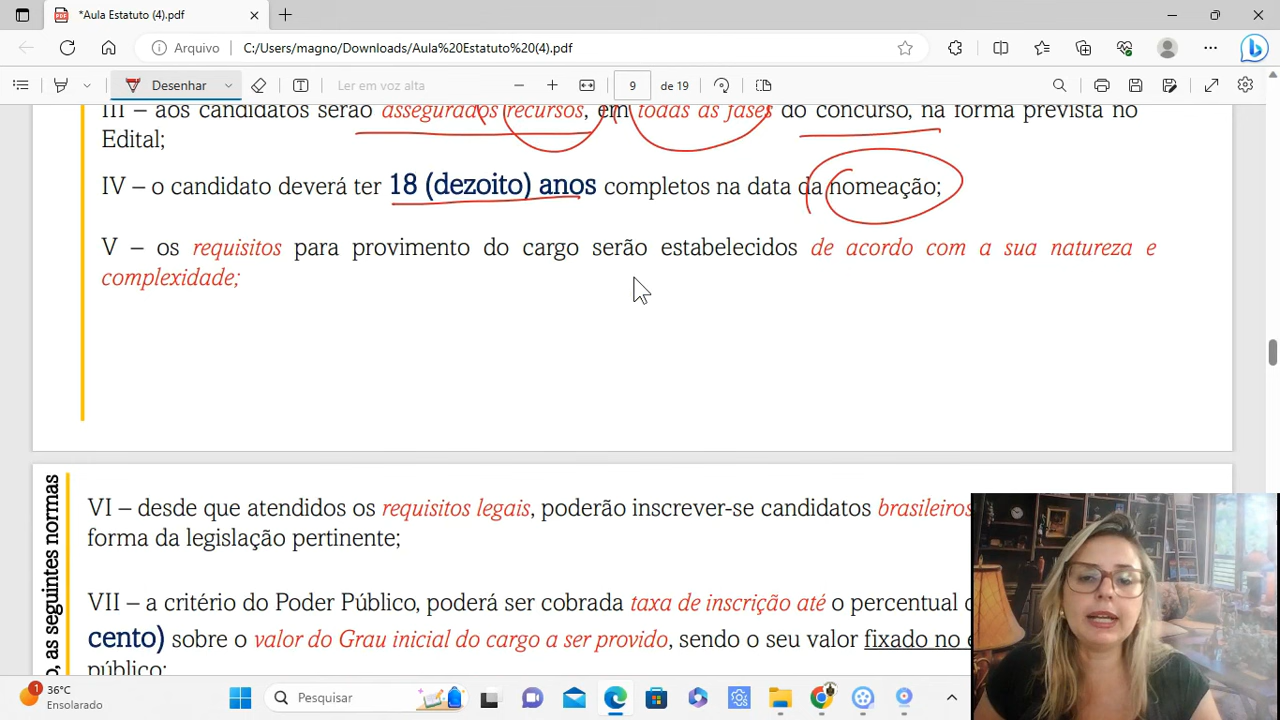 *Aula Estatuto (4).pdf
Arquivo
C:/Users/magno/Downloads/Aula%20Estatuto%20(4).pdf
Desenhar
Ler em voz alta
9 de 19
III – aos candidatos serão assegurados recursos, em todas as fases do concurso, na forma prevista no
Edital;
IV – o candidato deverá ter 18 (dezoito) anos completos na data da nomeação;
V – os requisitos para provimento do cargo serão estabelecidos de acordo com a sua natureza e
complexidade;
o, as seguintes normas
VI – desde que atendidos os requisitos legais, poderão inscrever-se candidatos brasileiros
forma da legislação pertinente;
VII – a critério do Poder Público, poderá ser cobrada taxa de inscrição até o percentual
cento) sobre o valor do Grau inicial do cargo a ser provido, sendo o seu valor fixado no e
público;
1
36°C
Ensolarado
Pesquisar